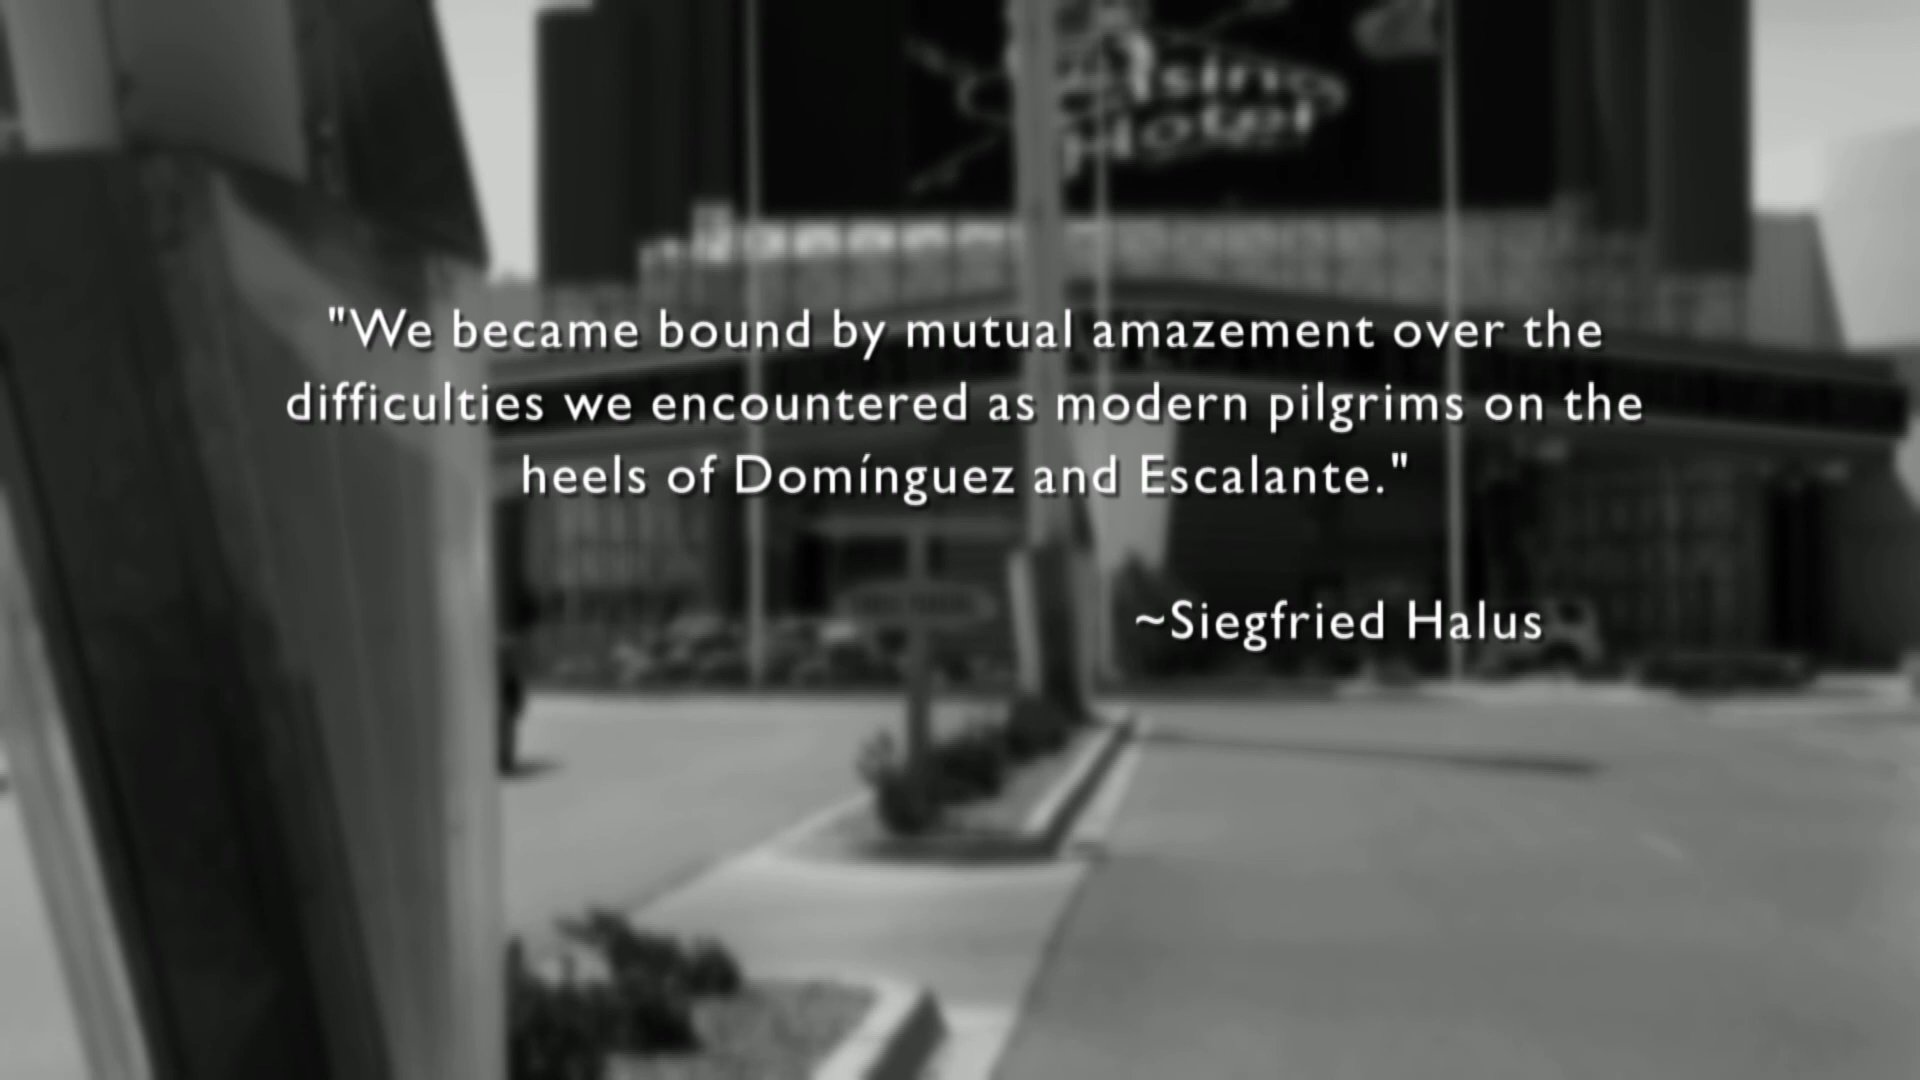 Hotel
"We became bound by mutual amazement over the
difficulties we encountered as modern pilgrims on the
heels of Domínguez and Escalante."
~Siegfried Halus